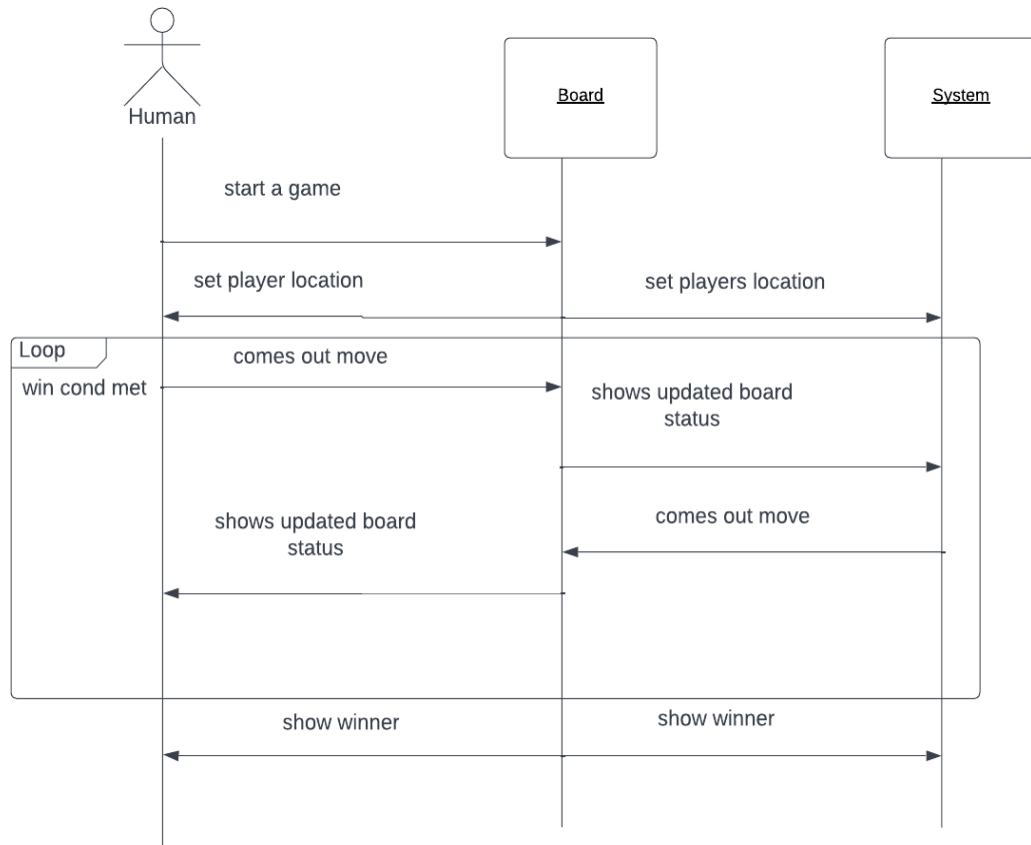 Human
Board
System
start a game
set player location
set players location
Loop
win cond met
comes out move
shows updated board
status
comes out move
shows updated board
status
show winner
show winner